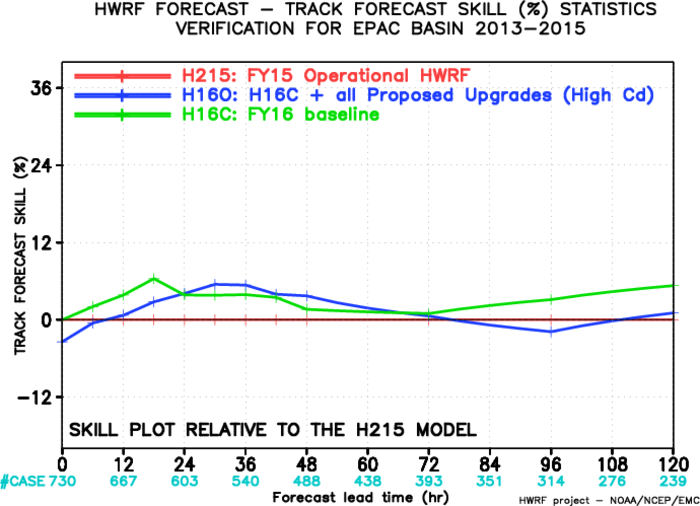 HWRF FORECAST – TRACK FORECAST SKILL (%) STATISTICS
VERIFICATION FOR EPAC BASIN 2013–2015
H215: FY15 Operational HWRF
H16O: H16C + all Proposed Upgrades (High Cd)
H16C: FY16 baseline
TRACK FORECAST SKILL (%)
36
24
12
0
−12
SKILL PLOT RELATIVE TO THE H215 MODEL
0 12 24 36 48 60 72 84 96 108 120
#CASE 730 667 603 540 488 438 393 351 314 276 239
Forecast lead time (hr)
HWRF project – NOAA/NCEP/EMC